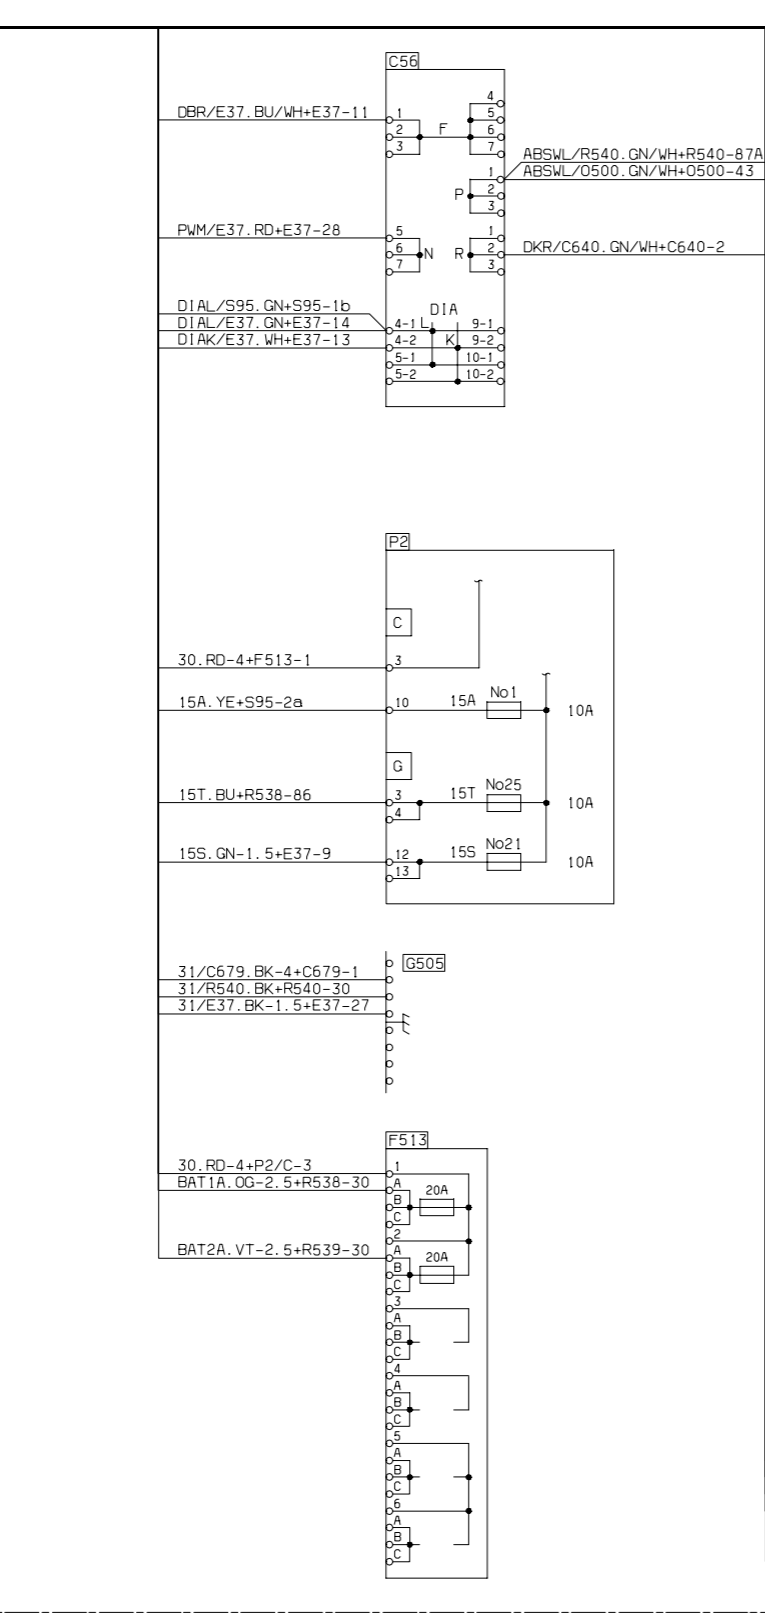 C56
DBR/E37.BU/WH+E37-11
1
2
3
F
4
5
6
7
ABSWL/R540.GN/WH+R540-87A
ABSWL/O500.GN/WH+O500-43
P
1
2
3
PWM/E37.RD+E37-28
5
6
7
N
R
1
2
3
DKR/C640.GN/WH+C640-2
DIAL/S95.GN+S95-1b
DIAL/E37.GN+E37-14
DIAK/E37.WH+E37-13
DIA
4-1 L 9-1
4-2 K 9-2
5-1 10-1
5-2 10-2
P2
C
30.RD-4+F513-1
3
15A.YE+S95-2a
10
15A
No1
10A
G
15T.BU+R538-86
3
4
15T
No25
10A
15S.GN-1.5+E37-9
12
13
15S
No21
10A
G505
31/C679.BK-4+C679-1
31/R540.BK+R540-30
31/E37.BK-1.5+E37-27
F513
30.RD-4+P2/C-3
1
BAT1A.OG-2.5+R538-30
A
B
C
20A
2
BAT2A.VT-2.5+R539-30
A
B
C
20A
3
A
B
C
4
A
B
C
5
A
B
C
6
A
B
C